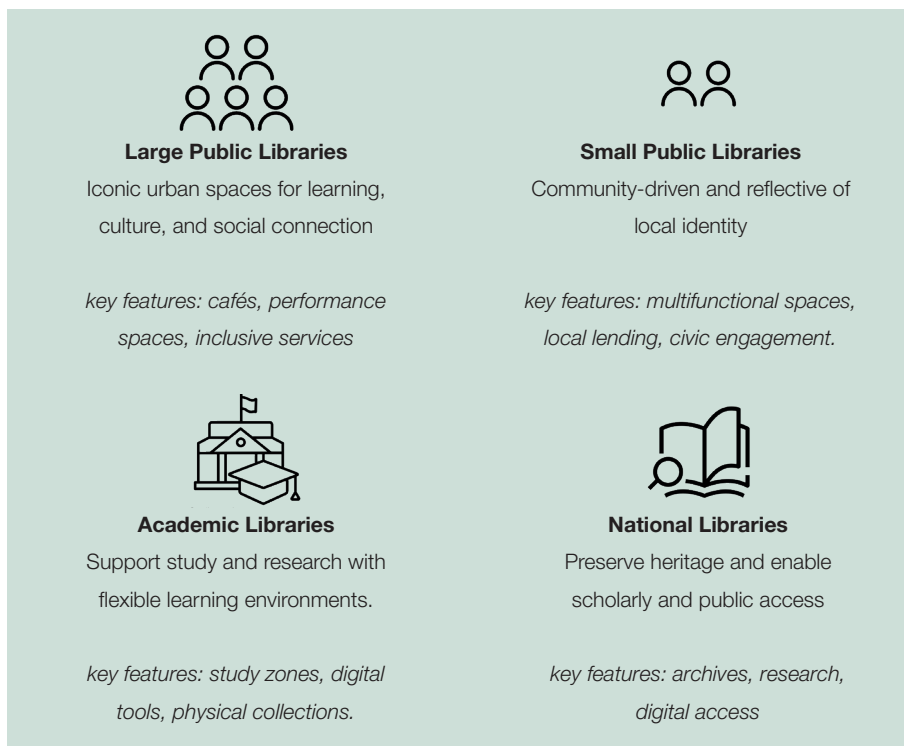 Large Public Libraries
Iconic urban spaces for learning,
culture, and social connection
key features: cafés, performance
spaces, inclusive services
Small Public Libraries
Community-driven and reflective of
local identity
key features: multifunctional spaces,
local lending, civic engagement.
Academic Libraries
Support study and research with
flexible learning environments.
key features: study zones, digital
tools, physical collections.
National Libraries
Preserve heritage and enable
scholarly and public access
key features: archives, research,
digital access